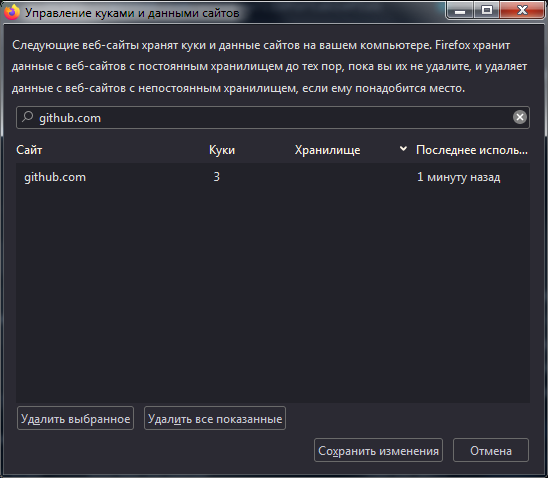 Управление куками и данными сайтов
Следующие веб-сайты хранят куки и данные сайтов на вашем компьютере. Firefox хранит
данные с веб-сайтов с постоянным хранилищем до тех пор, пока вы их не удалите, и удаляет
данные с веб-сайтов с непостоянным хранилищем, если ему понадобится место.
github.com
Сайт Куки Хранилище Последнее исполь...
github.com 3 1 минуту назад
Удалить выбранное Удалить все показанные
Сохранить изменения Отмена